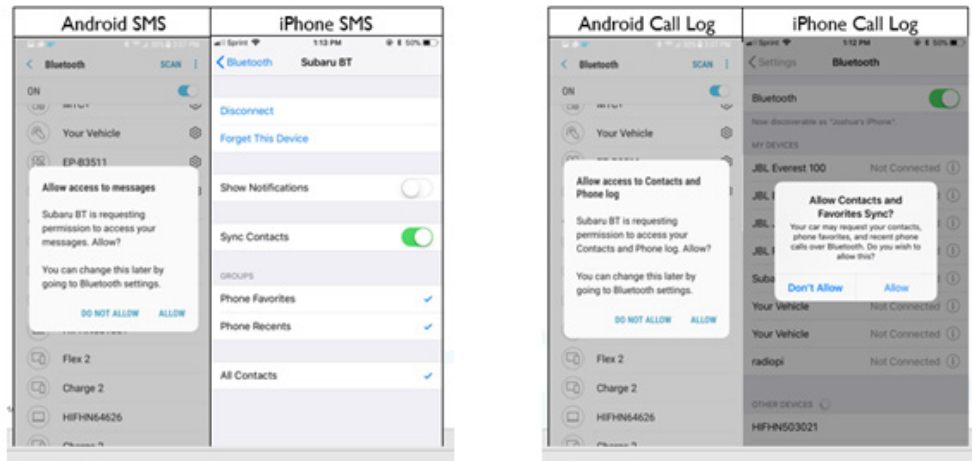 Android SMS
Bluetooth SCAN
ON
Your Vehicle
EP-B3511
Allow access to messages
Subaru BT is requesting
permission to access your
messages. Allow?
You can change this later by
going to Bluetooth settings.
DO NOT ALLOW ALLOW
Flex 2
Charge 2
HIFHN64626
Charge 2
iPhone SMS
Sprint 1:13 PM 50%
Bluetooth Subaru BT
Disconnect
Forget This Device
Show Notifications
Sync Contacts
GROUPS
Phone Favorites
Phone Recents
All Contacts
Android Call Log
Bluetooth SCAN
ON
Your Vehicle
Allow access to Contacts and
Phone log
Subaru BT is requesting
permission to access your
Contacts and Phone log. Allow?
You can change this later by
going to Bluetooth settings.
DO NOT ALLOW ALLOW
Flex 2
Charge 2
HIFHN64626
Charge 2
iPhone Call Log
Sprint 1:12 PM 50%
Settings Bluetooth
Bluetooth
Now discoverable as "Joshua's iPhone".
MY DEVICES
JBL Everest 100 Not Connected
JBL
Allow Contacts and
Favorites Sync?
Your car may request your contacts,
phone favorites, and recent phone
calls over Bluetooth. Do you wish to
allow this?
Don't Allow Allow
JBL
JBL
Suba
Your Vehicle Not Connected
Your Vehicle Not Connected
radiopi Not Connected
OTHER DEVICES
HIFHN503021